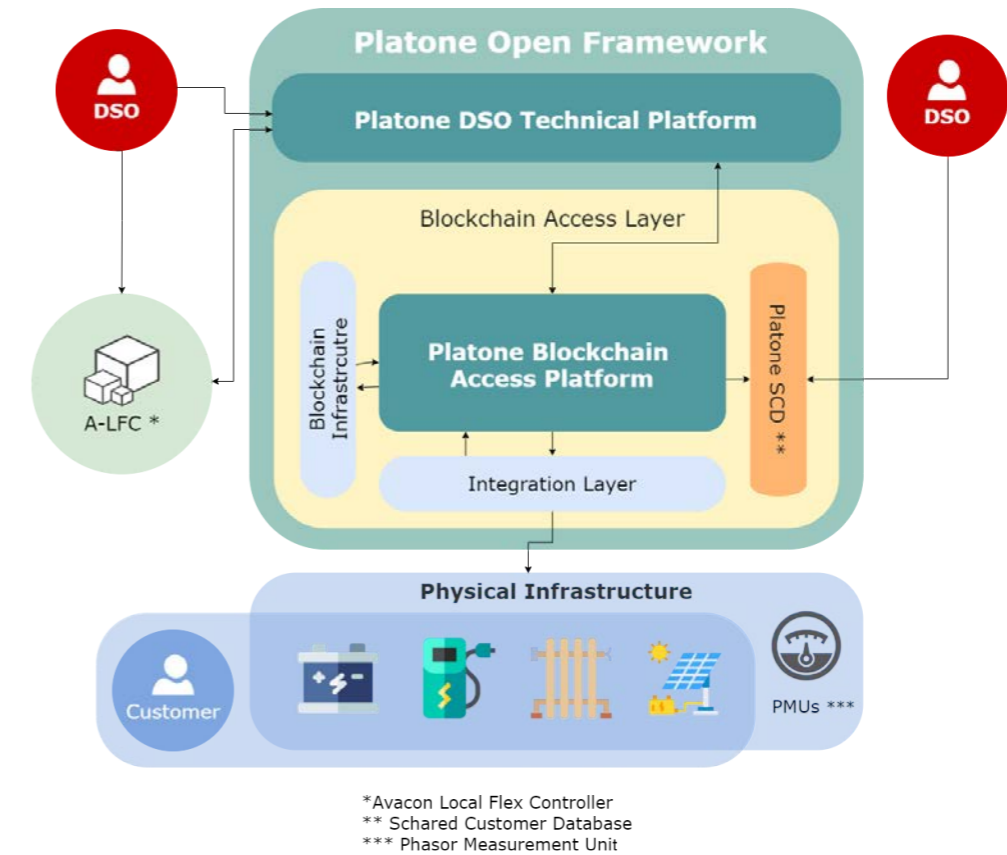 Platone Open Framework
DSO
Platone DSO Technical Platform
DSO
Blockchain Access Layer
Blockchain
Infrastrcutre
Platone Blockchain
Access Platform
Platone SCD **
A-LFC *
Integration Layer
Physical Infrastructure
Customer
PMUs ***
*Avacon Local Flex Controller
** Schared Customer Database
*** Phasor Measurement Unit